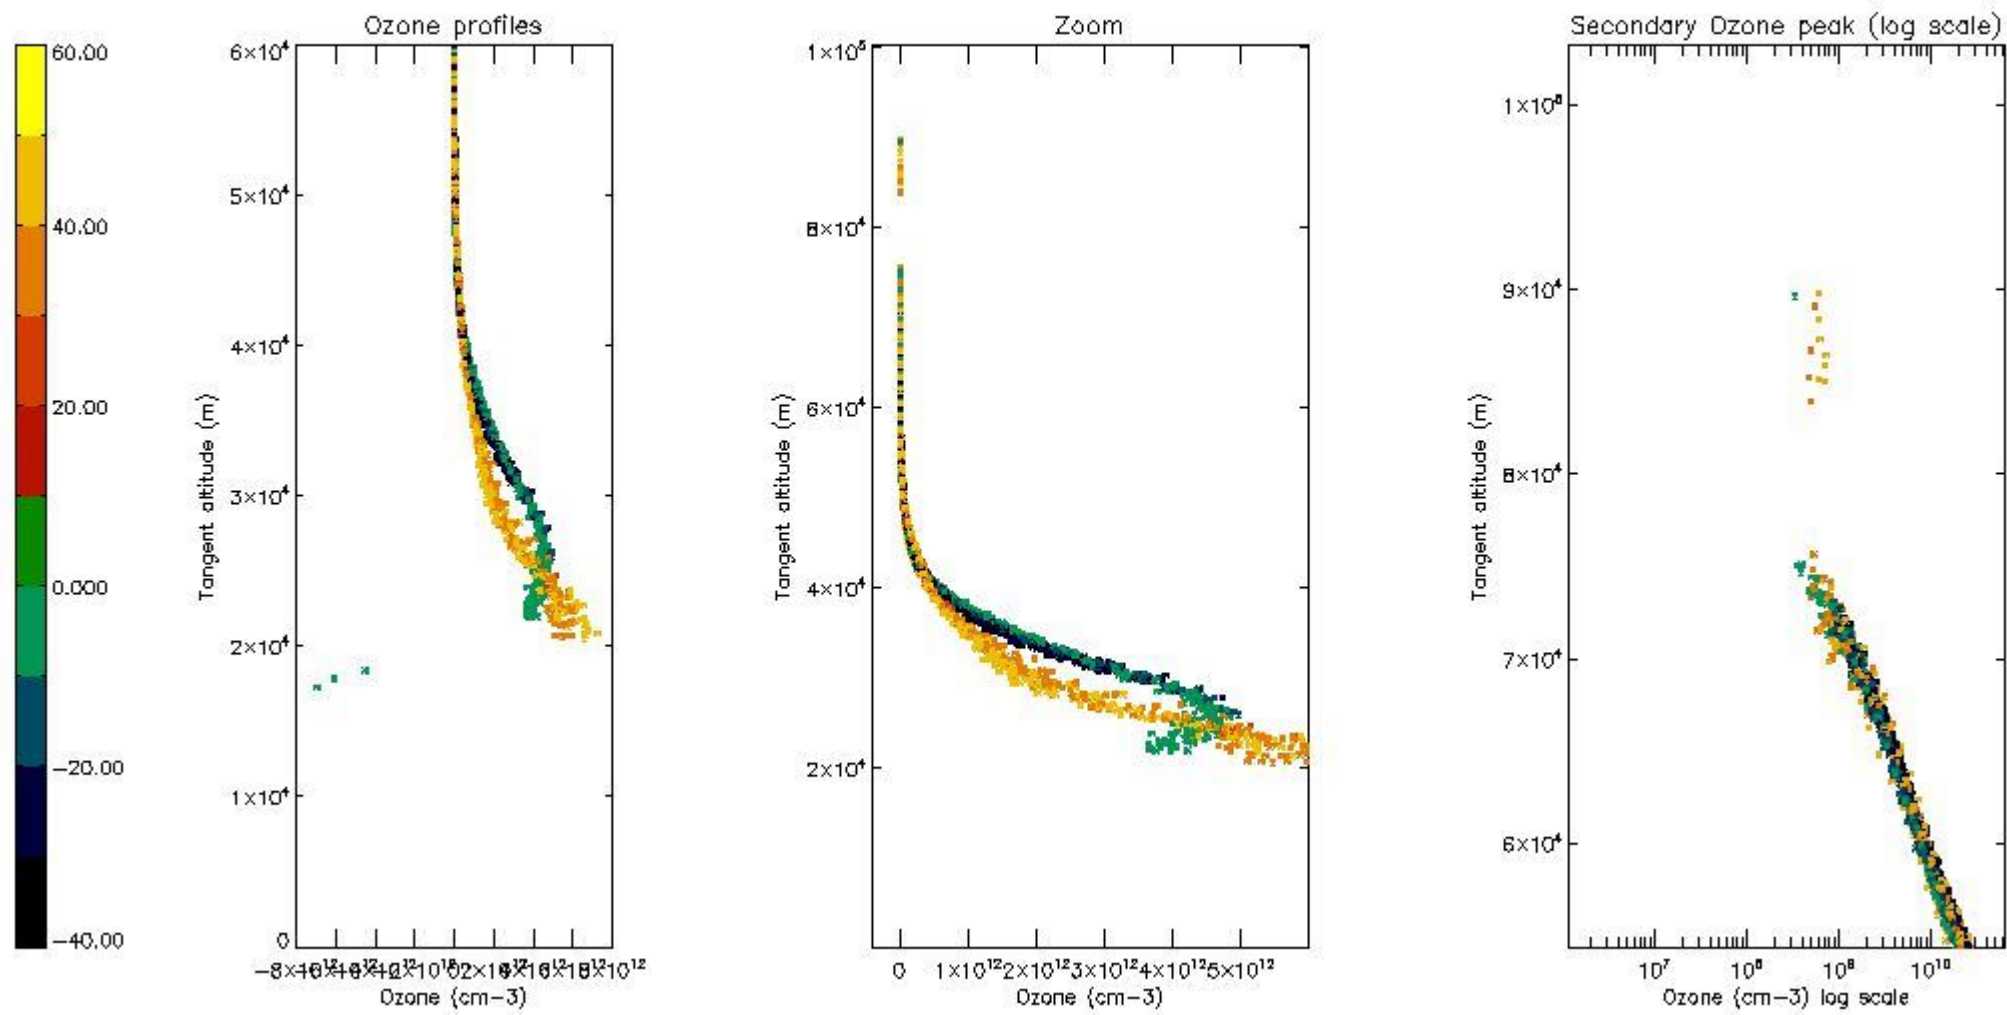 Ozone profiles
Zoom
Secondary Ozone peak (log scale)
60.00
40.00
20.00
0.000
−20.00
−40.00
6×10⁴
5×10⁴
4×10⁴
3×10⁴
2×10⁴
1×10⁴
0
Tangent altitude (m)
Ozone (cm−3)
1×10⁵
8×10⁴
6×10⁴
4×10⁴
2×10⁴
Tangent altitude (m)
0 1×10¹² 2×10¹² 3×10¹² 4×10¹² 5×10¹²
Ozone (cm−3)
9×10⁴
8×10⁴
7×10⁴
6×10⁴
Tangent altitude (m)
10⁷ 10⁸ 10⁹ 10¹⁰
Ozone (cm−3) log scale